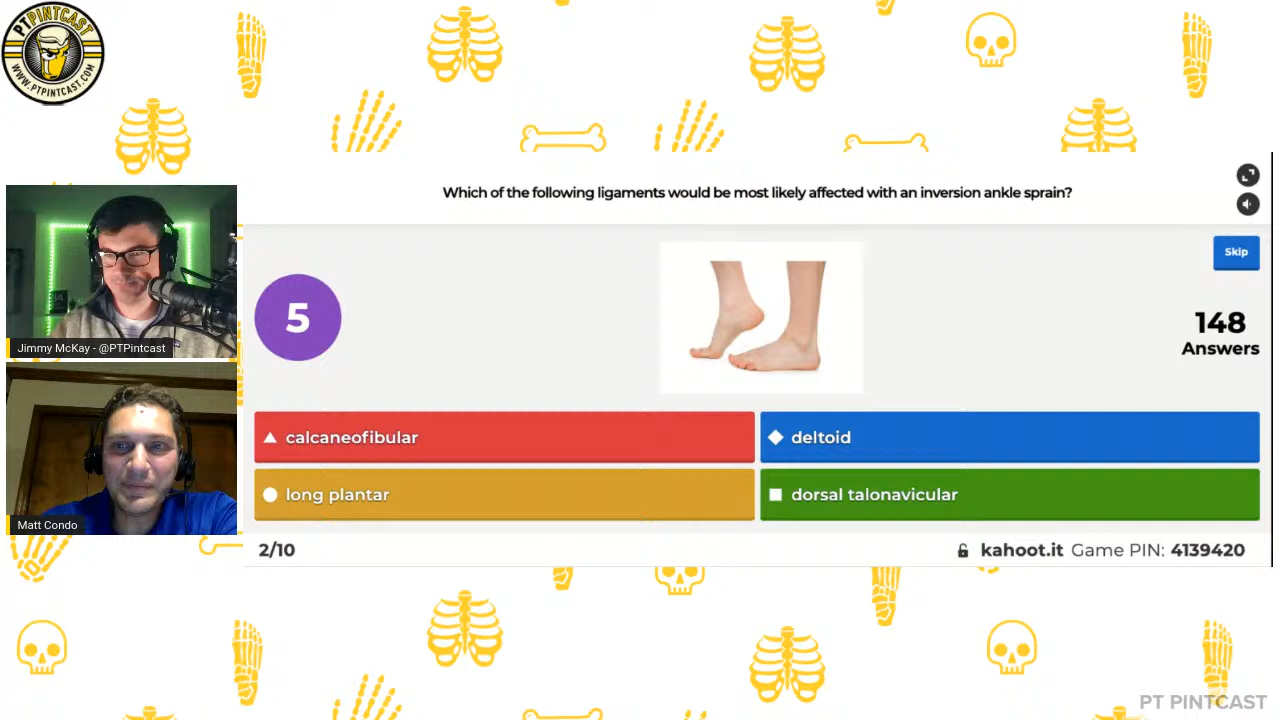 PTPINTCAST
WWW.PTPINTCAST.COM
Which of the following ligaments would be most likely affected with an inversion ankle sprain?
Skip
5
148
Answers
Jimmy McKay - @PTPintcast
calcaneofibular
deltoid
long plantar
dorsal talonavicular
Matt Condo
2/10
kahoot.it Game PIN: 4139420
PT PINTCAST